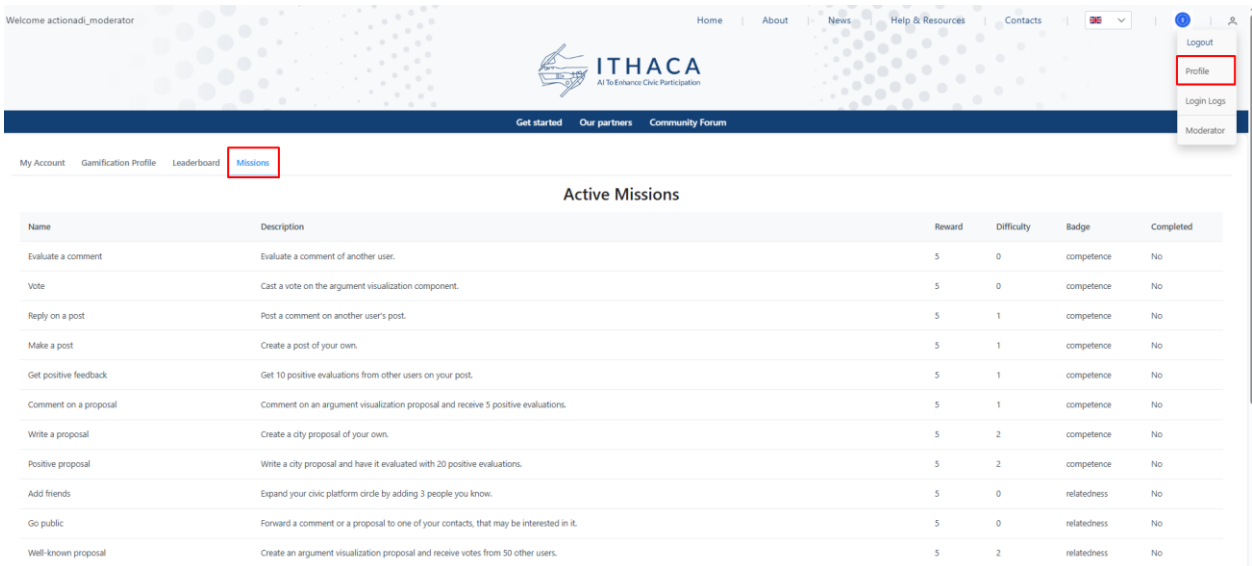 Welcome actionadi_moderator
Home About News Help & Resources Contacts
Logout
Profile
Login Logs
Moderator
ITHACA
AI To Enhance Civic Participation
Get started Our partners Community Forum
My Account Gamification Profile Leaderboard Missions
Active Missions
Name Description Reward Difficulty Badge Completed
Evaluate a comment Evaluate a comment of another user. 5 0 competence No
Vote Cast a vote on the argument visualization component. 5 0 competence No
Reply on a post Post a comment on another user's post. 5 1 competence No
Make a post Create a post of your own. 5 1 competence No
Get positive feedback Get 10 positive evaluations from other users on your post. 5 1 competence No
Comment on a proposal Comment on an argument visualization proposal and receive 5 positive evaluations. 5 1 competence No
Write a proposal Create a city proposal of your own. 5 2 competence No
Positive proposal Write a city proposal and have it evaluated with 20 positive evaluations. 5 2 competence No
Add friends Expand your civic platform circle by adding 3 people you know. 5 0 relatedness No
Go public Forward a comment or a proposal to one of your contacts, that may be interested in it. 5 0 relatedness No
Well-known proposal Create an argument visualization proposal and receive votes from 50 other users. 5 2 relatedness No